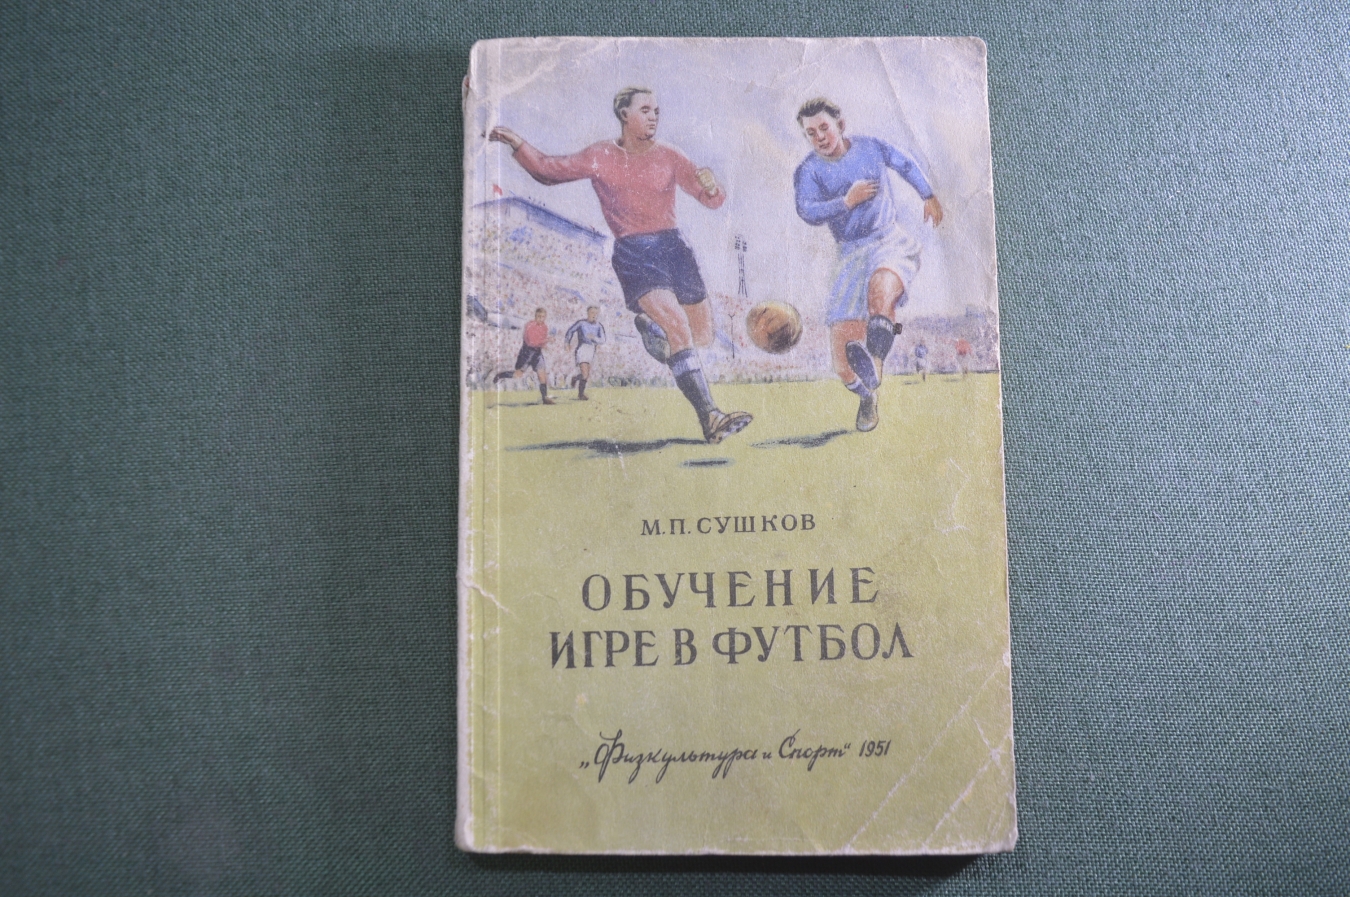 М. П. СУШКОВ
ОБУЧЕНИЕ
ИГРЕ В ФУТБОЛ
„Физкультура и Спорт" 1951